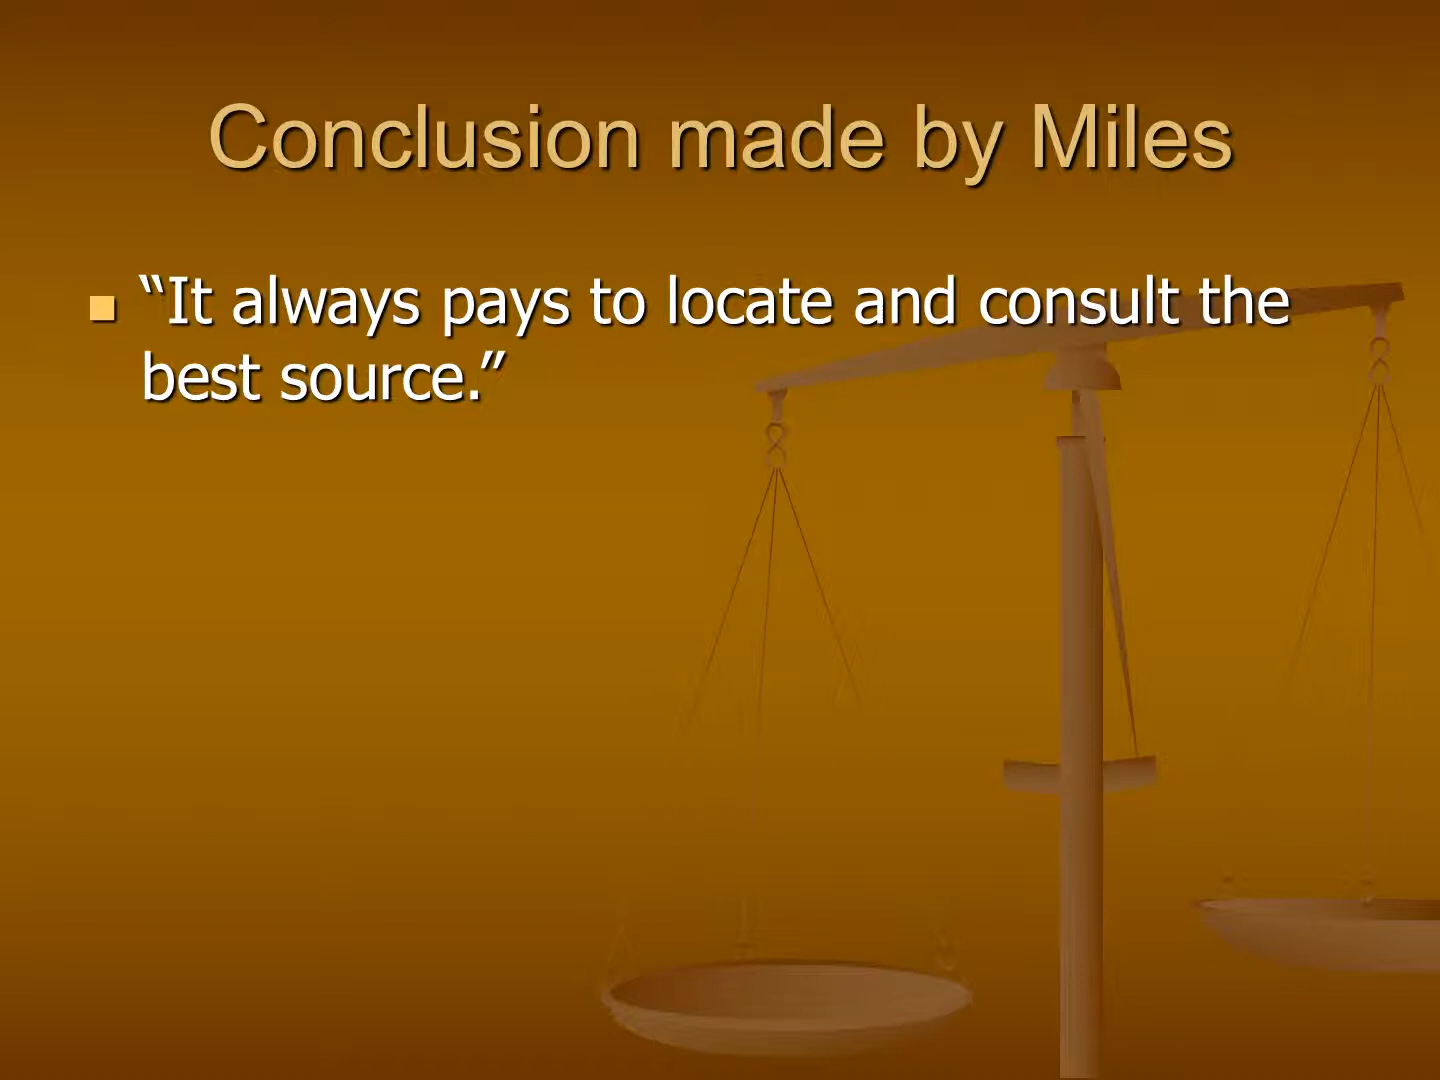 Conclusion made by Miles
“It always pays to locate and consult the
best source.”